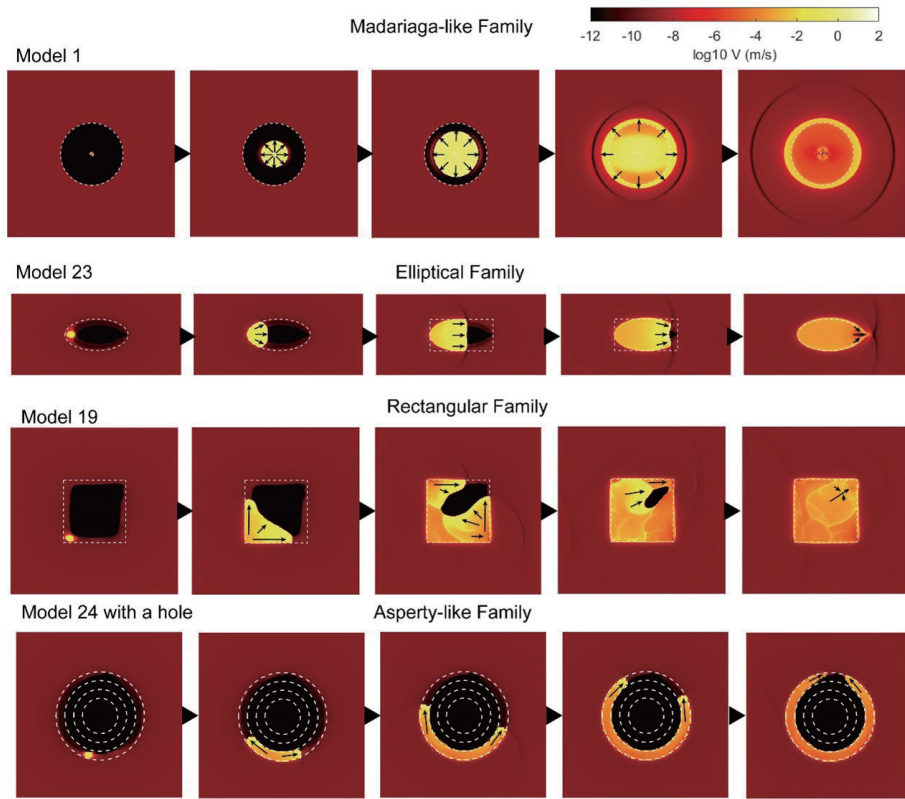 Madariaga-like Family
-12 -10 -8 -6 -4 -2 0 2
log10 V (m/s)
Model 1
Model 23
Elliptical Family
Model 19
Rectangular Family
Model 24 with a hole
Asperty-like Family